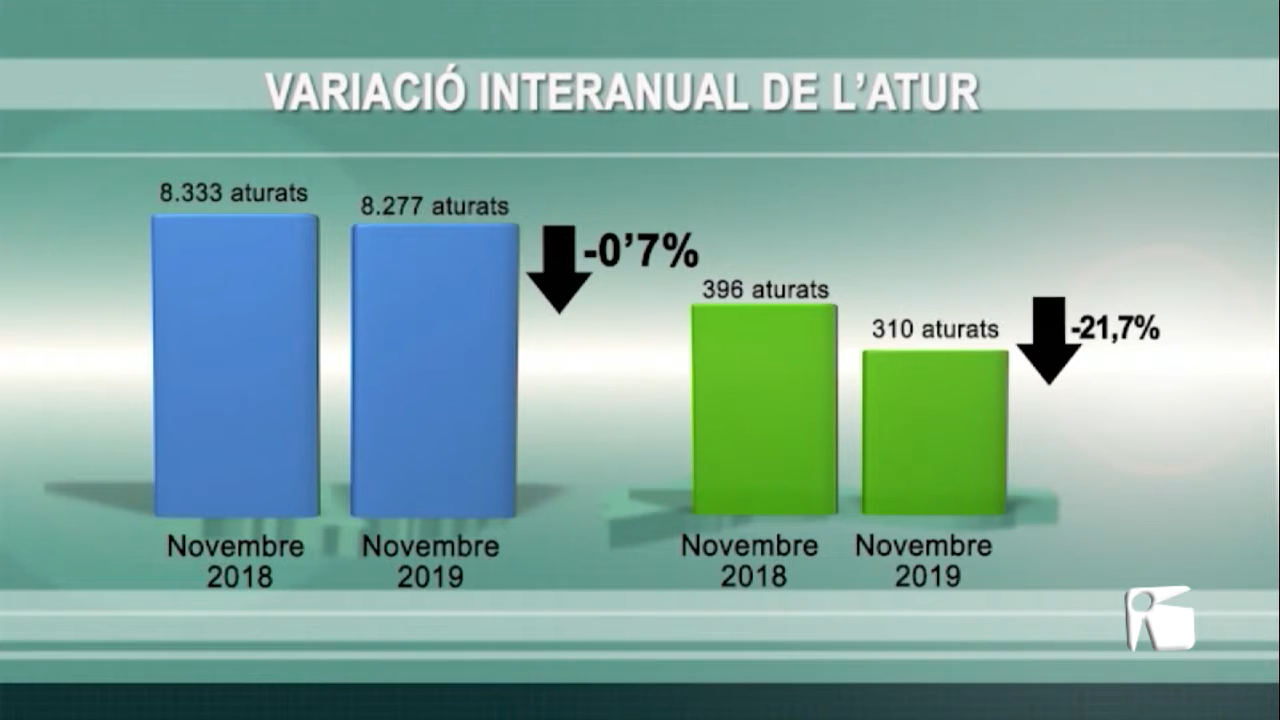 VARIACIÓ INTERANUAL DE L'ATUR
8.333 aturats
8.277 aturats
-0'7%
396 aturats
310 aturats
-21,7%
Novembre
2018
Novembre
2019
Novembre
2018
Novembre
2019